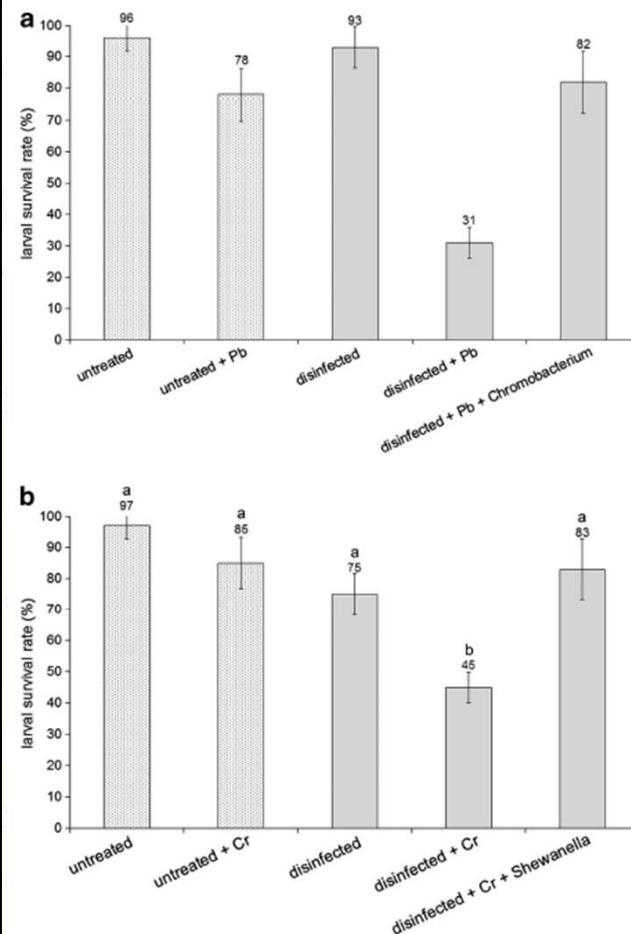 a
larval survival rate (%)
100
90
80
70
60
50
40
30
20
10
0
96
78
93
31
82
untreated
untreated + Pb
disinfected
disinfected + Pb
disinfected + Pb + Chromobacterium
b
larval survival rate (%)
100
90
80
70
60
50
40
30
20
10
0
a
97
a
85
a
75
b
45
a
83
untreated
untreated + Cr
disinfected
disinfected + Cr
disinfected + Cr + Shewanella